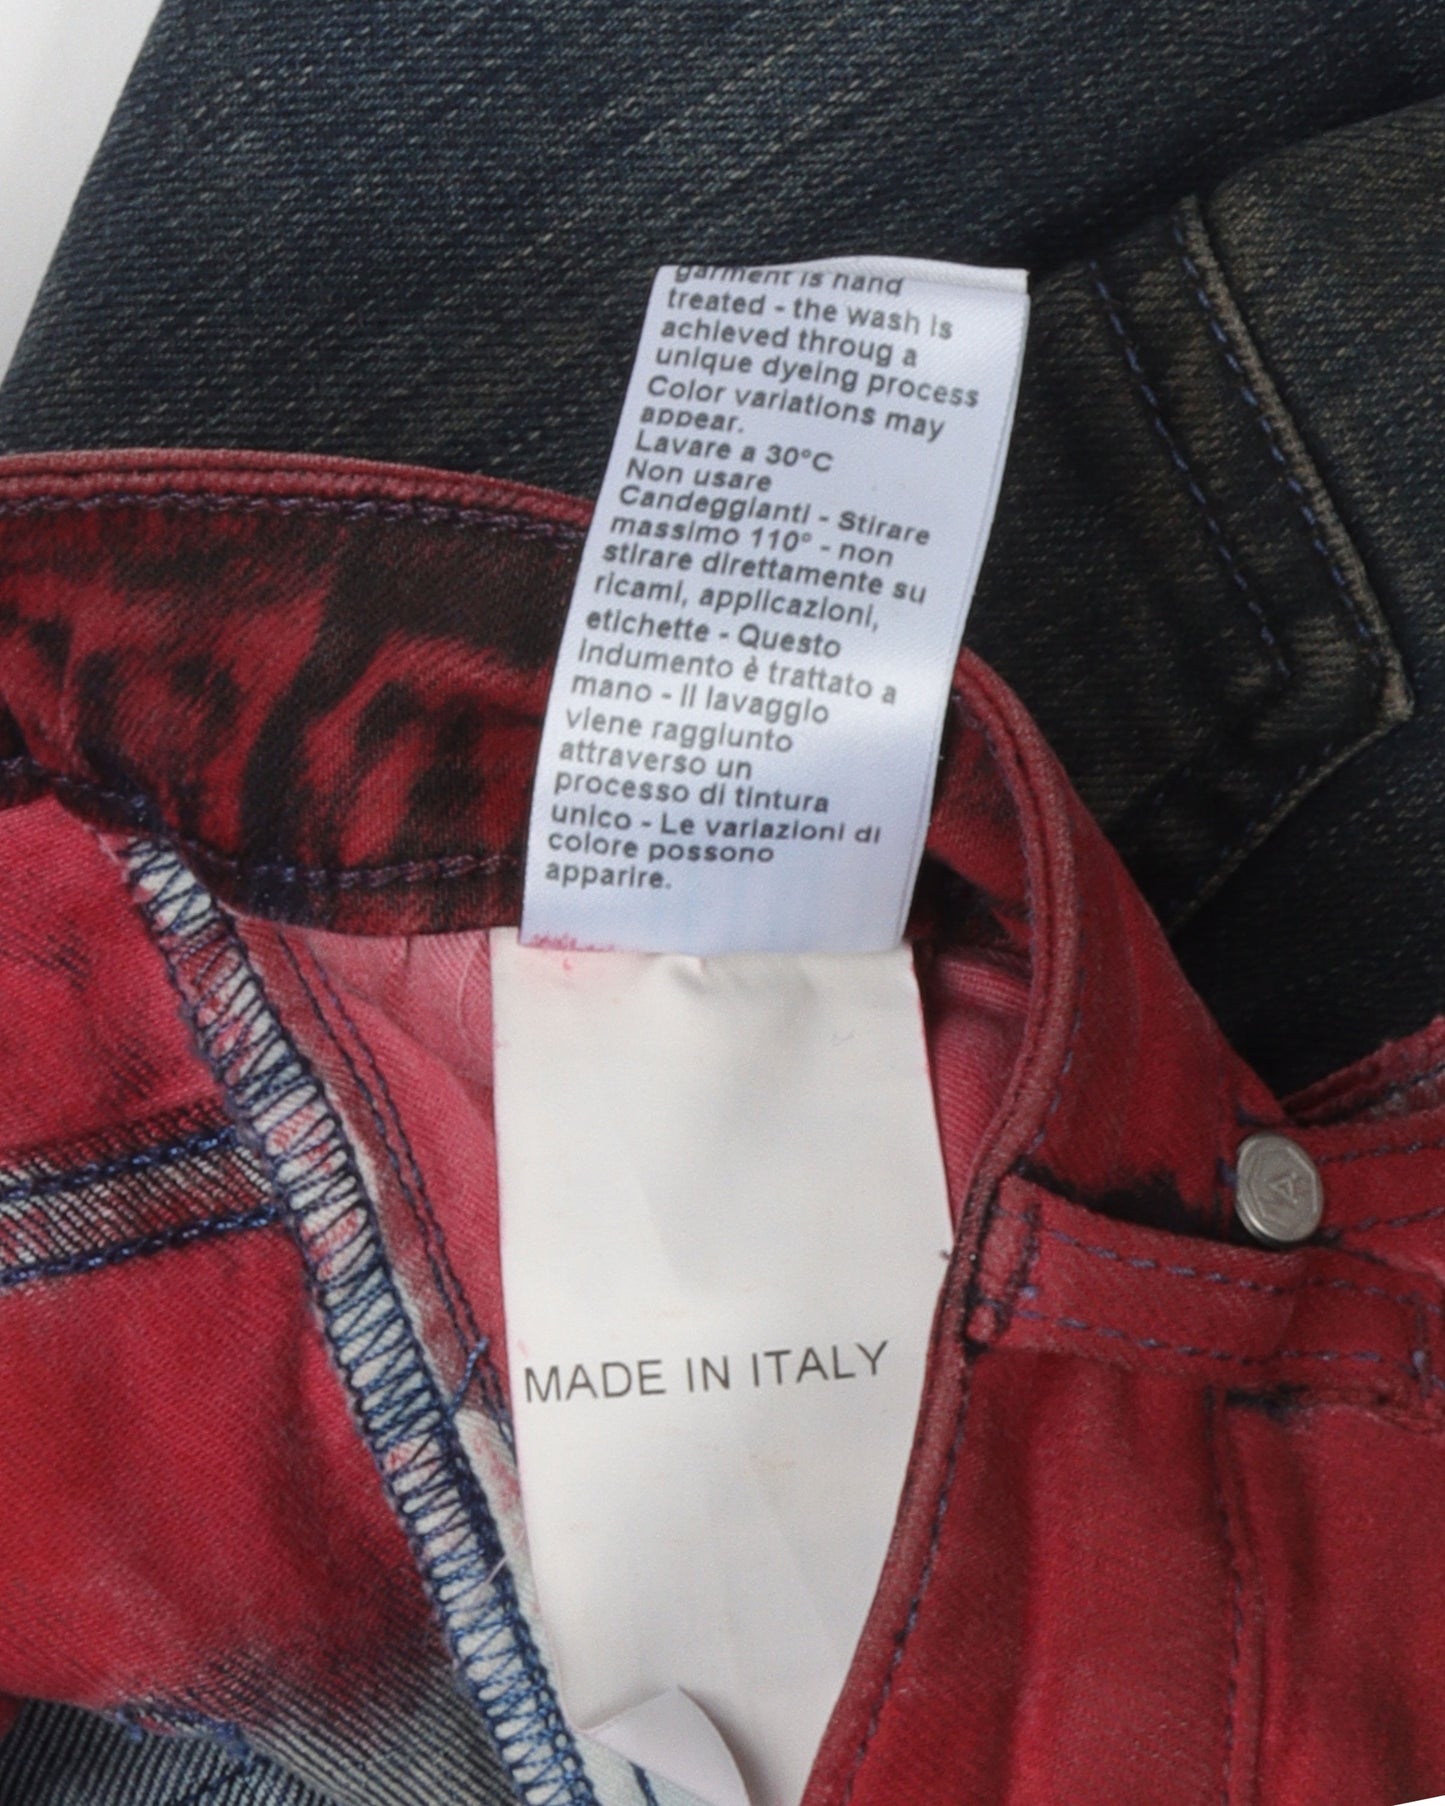 garment is hand
treated - the wash is
achieved throug a
unique dyeing process
Color variations may
appear.
Lavare a 30°C
Non usare
Candeggianti - Stirare
massimo 110° - non
stirare direttamente su
ricami, applicazioni,
etichette - Questo
indumento è trattato a
mano - Il lavaggio
viene raggiunto
attraverso un
processo di tintura
unico - Le variazioni di
colore possono
apparire.
MADE IN ITALY